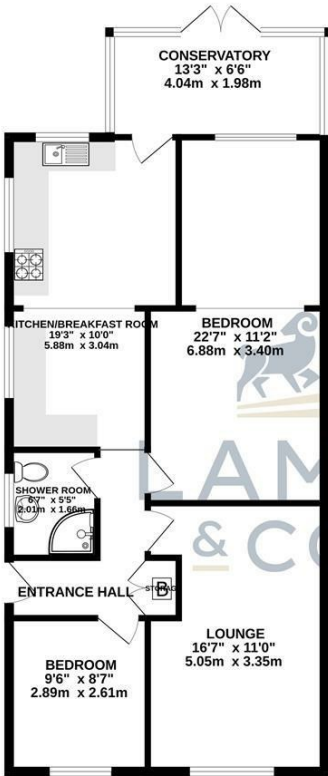 CONSERVATORY
13'3" x 6'6"
4.04m x 1.98m
KITCHEN/BREAKFAST ROOM
19'3" x 10'0"
5.88m x 3.04m
BEDROOM
22'7" x 11'2"
6.88m x 3.40m
SHOWER ROOM
6'7" x 5'5"
2.01m x 1.66m
LAM
& CO
ENTRANCE HALL
STORAGE
B
LOUNGE
16'7" x 11'0"
5.05m x 3.35m
BEDROOM
9'6" x 8'7"
2.89m x 2.61m